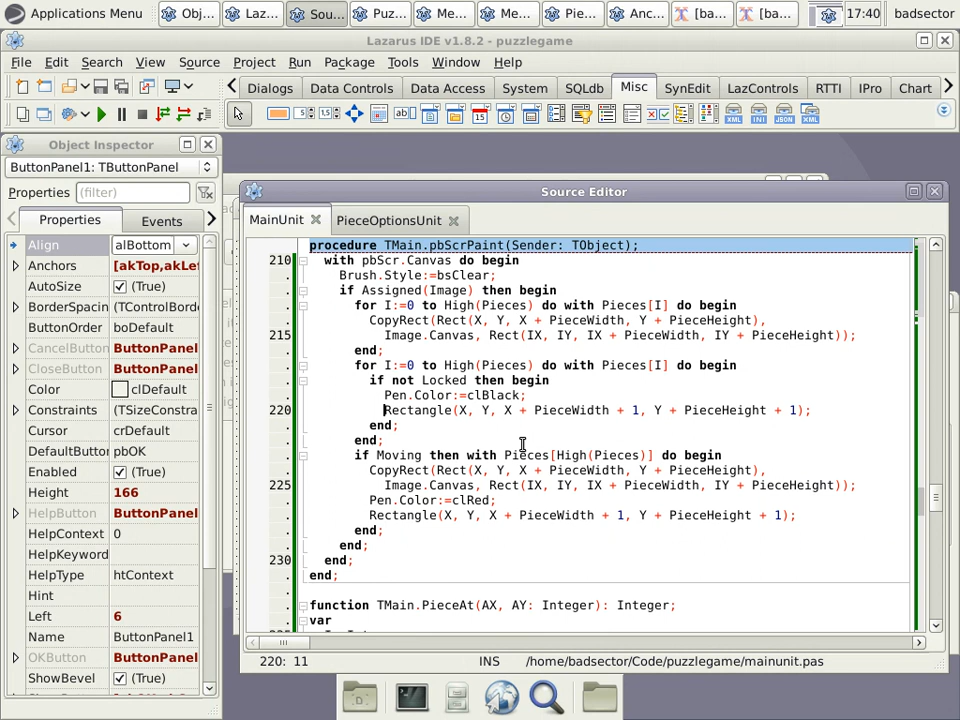 Applications Menu Obj... Laz... Sou... Puz... Me... Me... Pie... Anc... [ba... [ba... 17:40 badsector
Lazarus IDE v1.8.2 - puzzlegame
File Edit Search View Source Project Run Package Tools Window Help
Dialogs Data Controls Data Access System SQLdb Misc SynEdit LazControls RTTI IPro Chart
Object Inspector
ButtonPanel1: TButtonPanel
Properties (filter)
Properties Events
Align alBottom
Anchors [akTop,akLef
AutoSize (True)
BorderSpacin (TControlBorde
ButtonOrder boDefault
CancelButton ButtonPanel
CloseButton ButtonPanel
Color clDefault
Constraints (TSizeConstra
Cursor crDefault
DefaultButton pbOK
Enabled (True)
Height 166
HelpButton ButtonPanel
HelpContext 0
HelpKeyword
HelpType htContext
Hint
Left 6
Name ButtonPanel1
OKButton ButtonPanel
ShowBevel (True)
Source Editor
MainUnit PieceOptionsUnit
procedure TMain.pbScrPaint(Sender: TObject);
210 with pbScr.Canvas do begin
Brush.Style:=bsClear;
if Assigned(Image) then begin
for I:=0 to High(Pieces) do with Pieces[I] do begin
CopyRect(Rect(X, Y, X + PieceWidth, Y + PieceHeight),
215 Image.Canvas, Rect(IX, IY, IX + PieceWidth, IY + PieceHeight));
end;
for I:=0 to High(Pieces) do with Pieces[I] do begin
if not Locked then begin
Pen.Color:=clBlack;
220 Rectangle(X, Y, X + PieceWidth + 1, Y + PieceHeight + 1);
end;
end;
if Moving then with Pieces[High(Pieces)] do begin
CopyRect(Rect(X, Y, X + PieceWidth, Y + PieceHeight),
225 Image.Canvas, Rect(IX, IY, IX + PieceWidth, IY + PieceHeight));
Pen.Color:=clRed;
Rectangle(X, Y, X + PieceWidth + 1, Y + PieceHeight + 1);
end;
end;
230 end;
end;
function TMain.PieceAt(AX, AY: Integer): Integer;
var
220: 11 INS /home/badsector/Code/puzzlegame/mainunit.pas